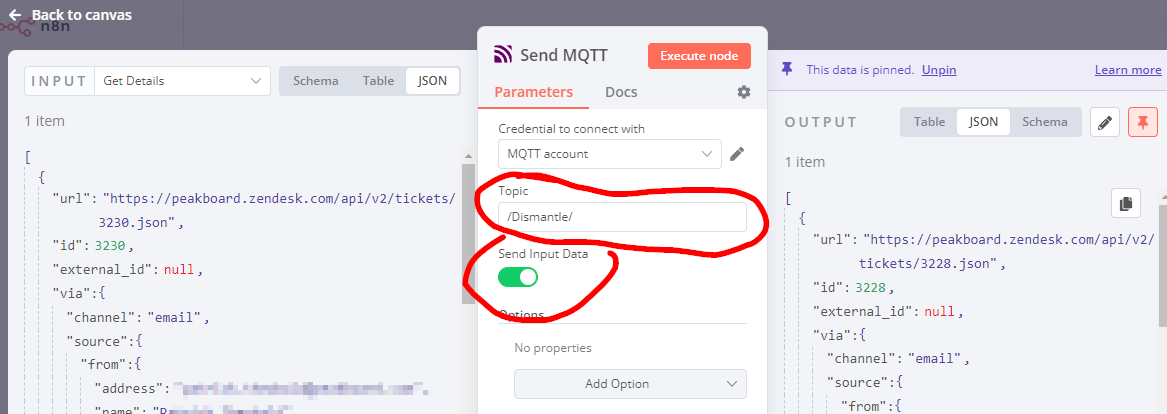 Back to canvas
n8n
INPUT Get Details
Schema Table JSON
1 item
[
{
"url": "https://peakboard.zendesk.com/api/v2/tickets/
3230.json",
"id": 3230,
"external_id": null,
"via":{
"channel": "email",
"source":{
"from":{
"address":
"name":
Send MQTT
Execute node
Parameters Docs
Credential to connect with
MQTT account
Topic
/Dismantle/
Send Input Data
Options
No properties
Add Option
This data is pinned. Unpin Learn more
OUTPUT Table JSON Schema
1 item
[
{
"url": "https://peakboard.zendesk.com/api/v2/
tickets/3228.json",
"id": 3228,
"external_id": null,
"via":{
"channel": "email",
"source":{
"from":{